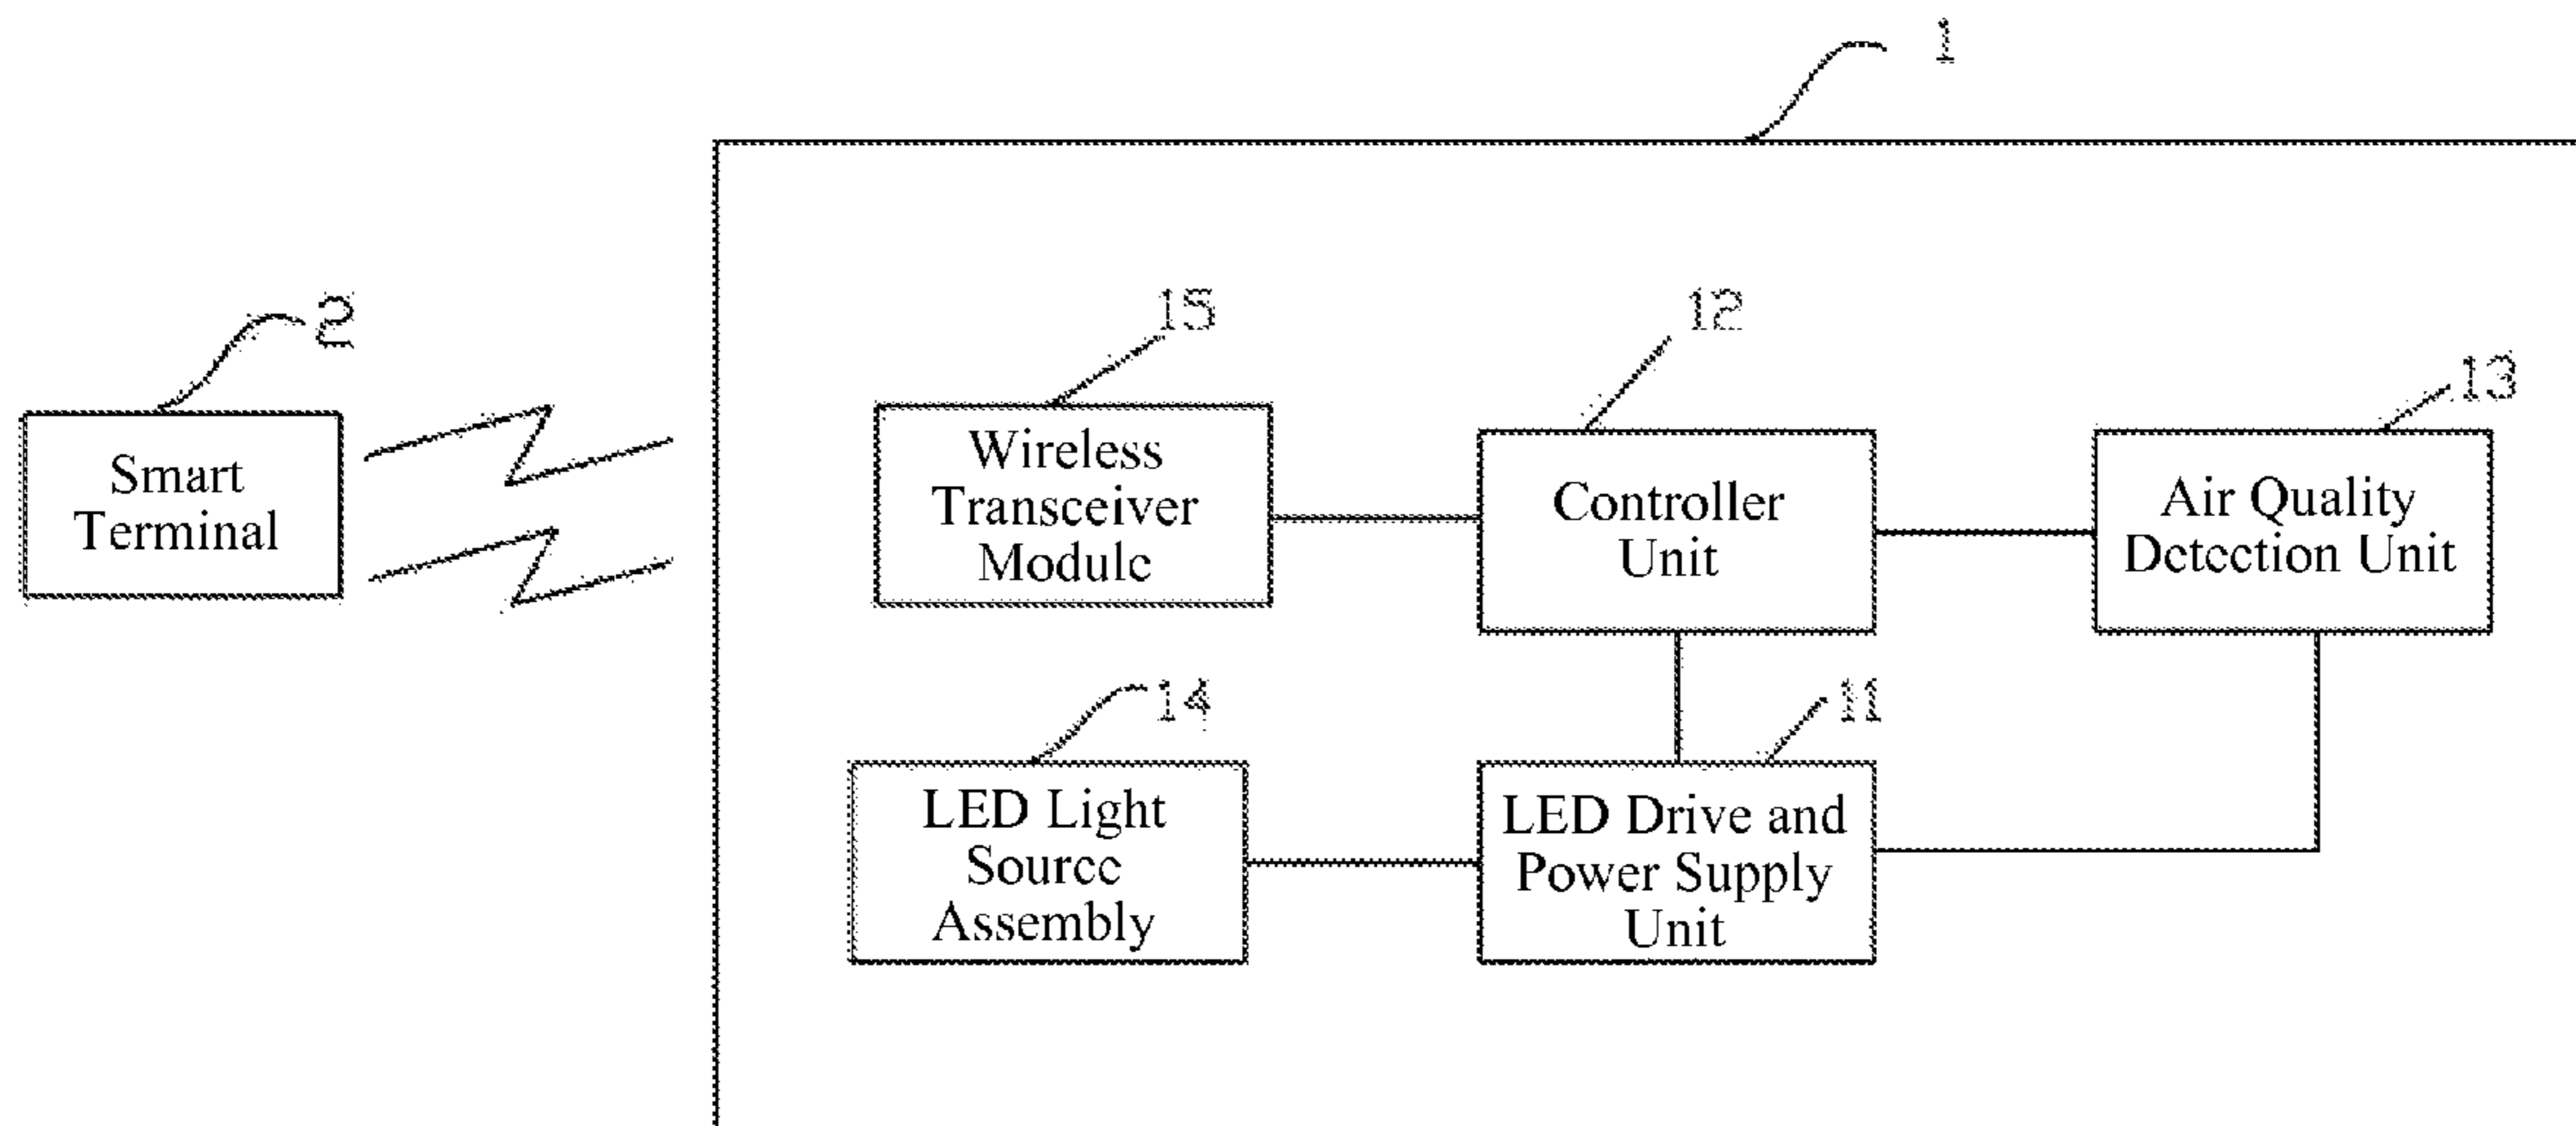 1
2
15
12
13
Smart
Terminal
Wireless
Transceiver
Module
Controller
Unit
Air Quality
Detection Unit
14
11
LED Light
Source
Assembly
LED Drive and
Power Supply
Unit